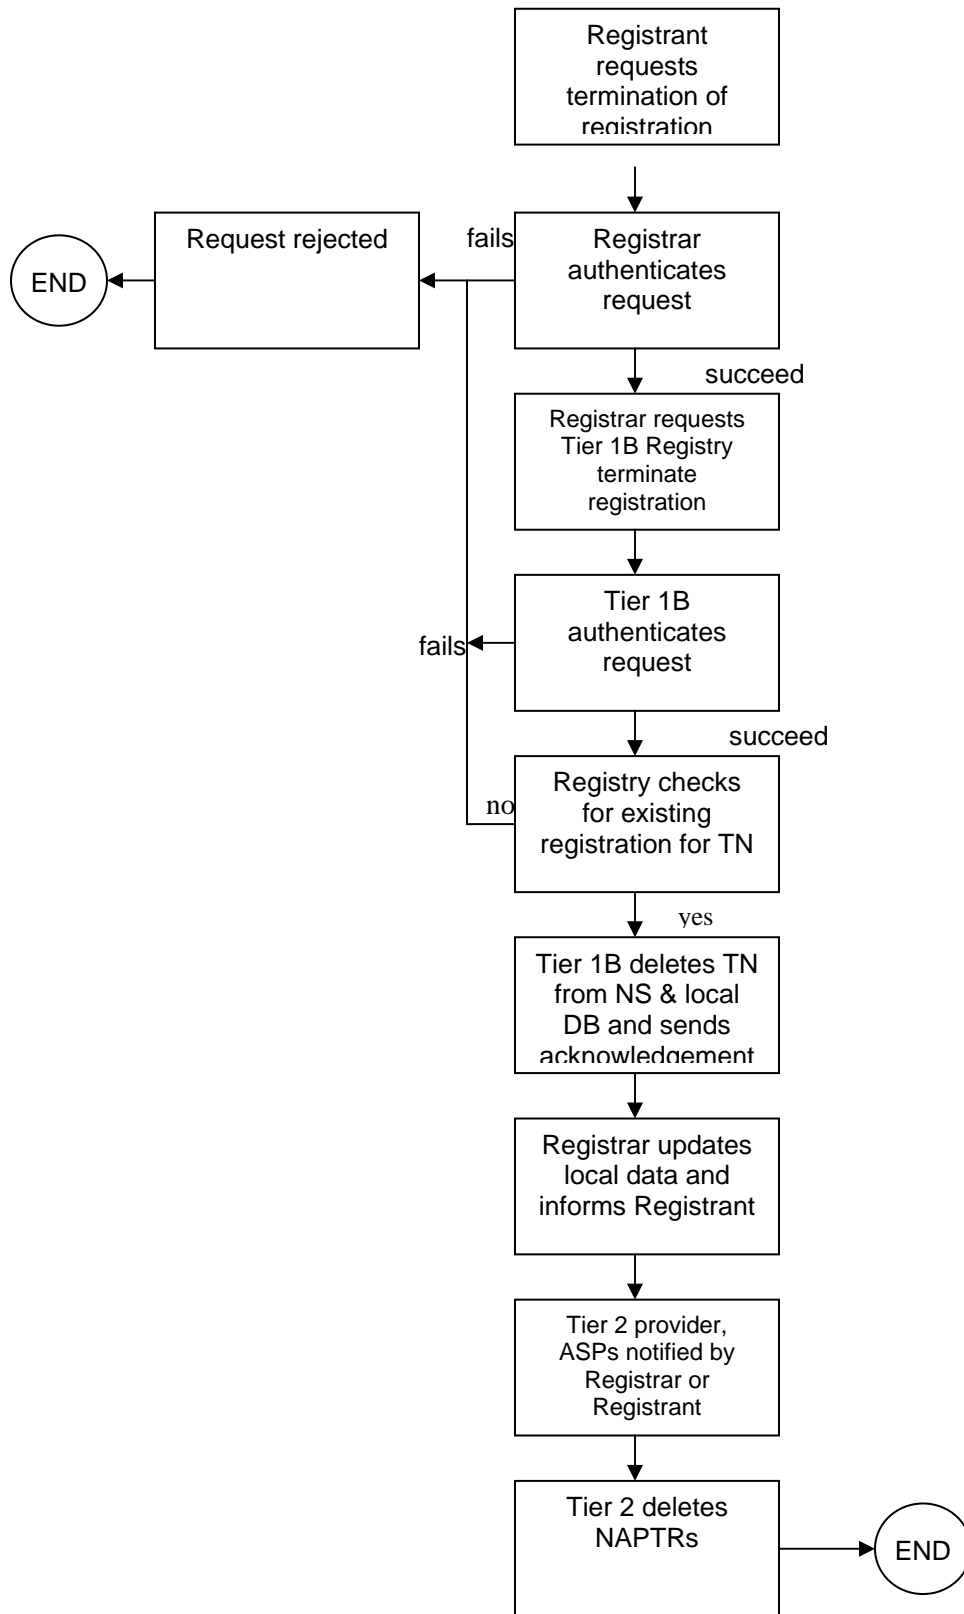 Registrant
requests
termination of
registration
Request rejected
fails
Registrar
authenticates
request
END
succeed
Registrar requests
Tier 1B Registry
terminate
registration
Tier 1B
authenticates
request
fails
succeed
Registry checks
for existing
registration for TN
no
yes
Tier 1B deletes TN
from NS & local
DB and sends
acknowledgement
Registrar updates
local data and
informs Registrant
Tier 2 provider,
ASPs notified by
Registrar or
Registrant
Tier 2 deletes
NAPTRs
END